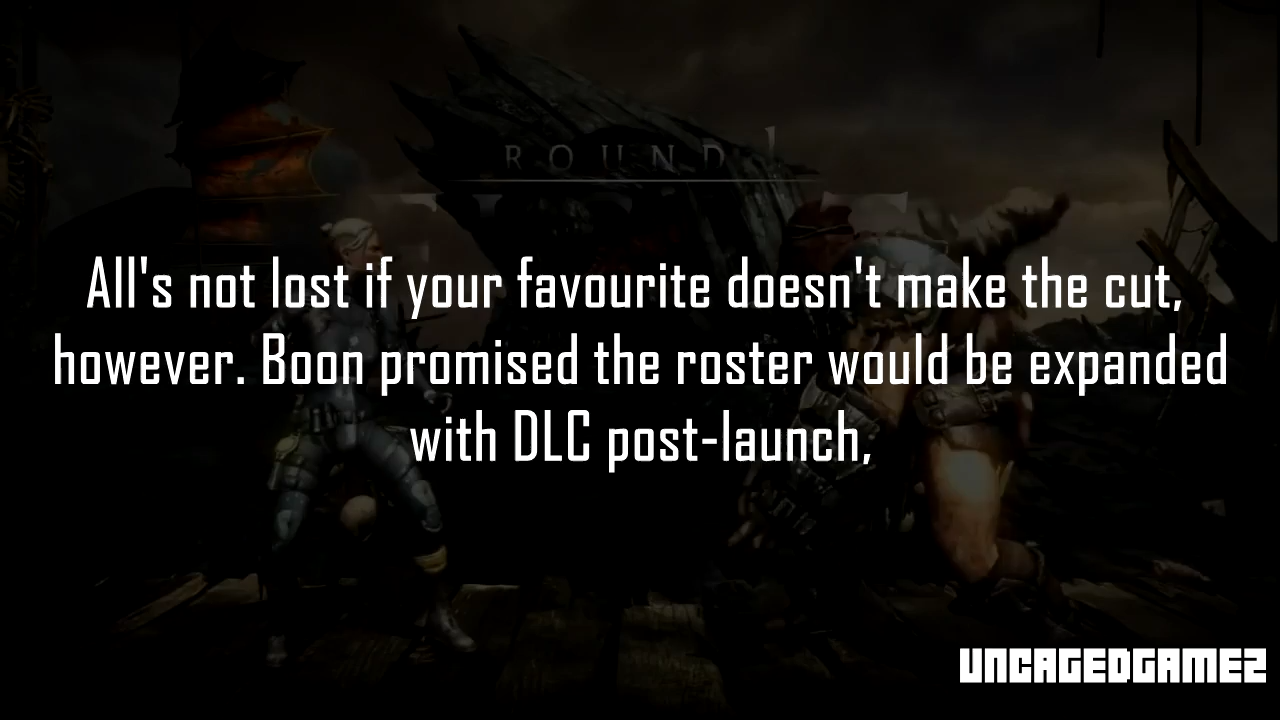 ROUND 1
All's not lost if your favourite doesn't make the cut,
however. Boon promised the roster would be expanded
with DLC post-launch,
UNCAGEDGAMEZ